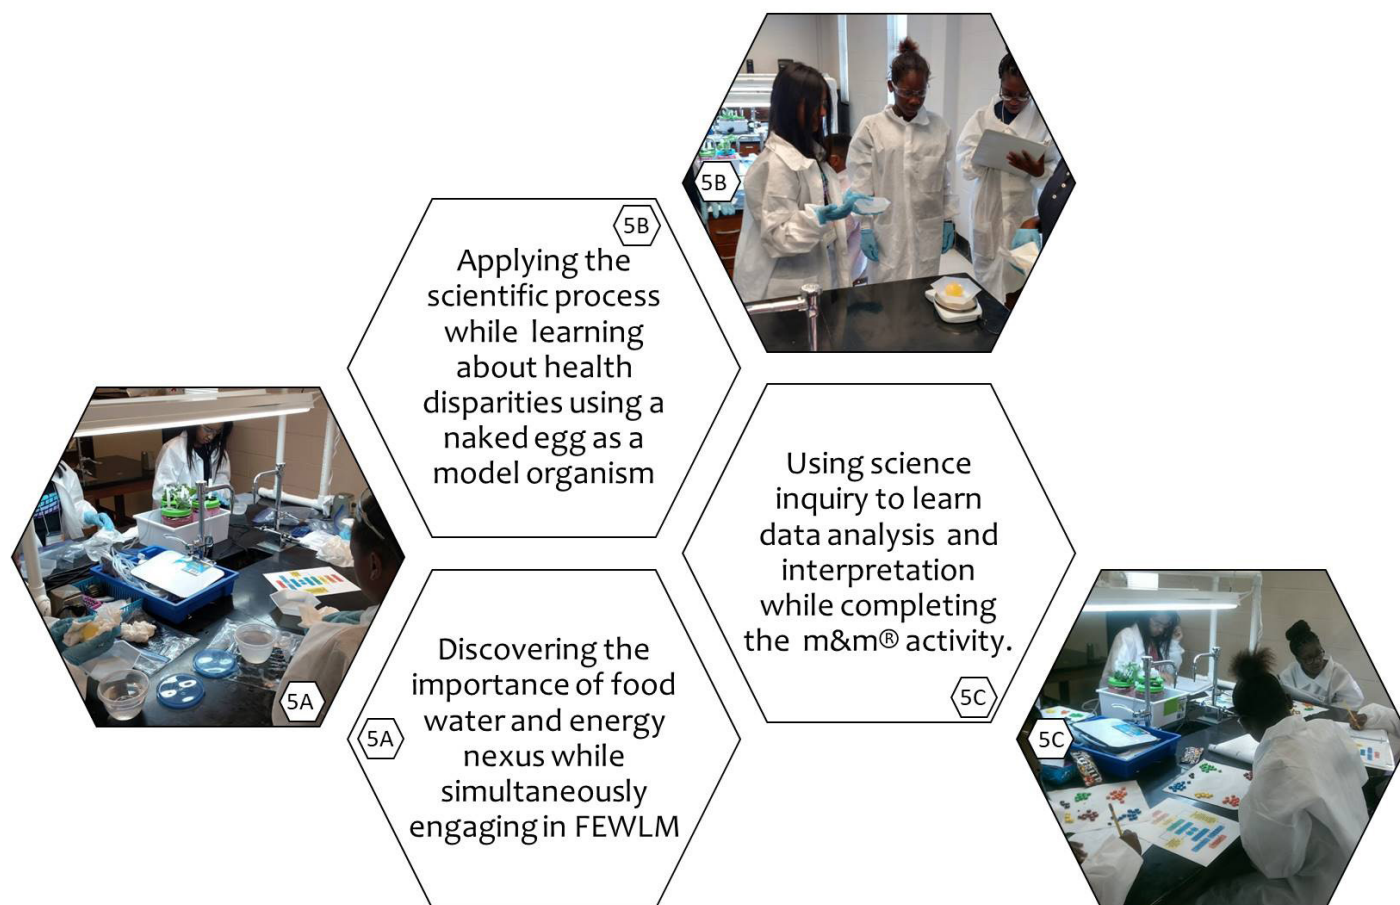 5B
5B
Applying the
scientific process
while learning
about health
disparities using a
naked egg as a
model organism
Using science
inquiry to learn
data analysis and
interpretation
while completing
the m&m® activity.
5C
5A
Discovering the
importance of food
water and energy
nexus while
simultaneously
engaging in FEWLM
5A
5C